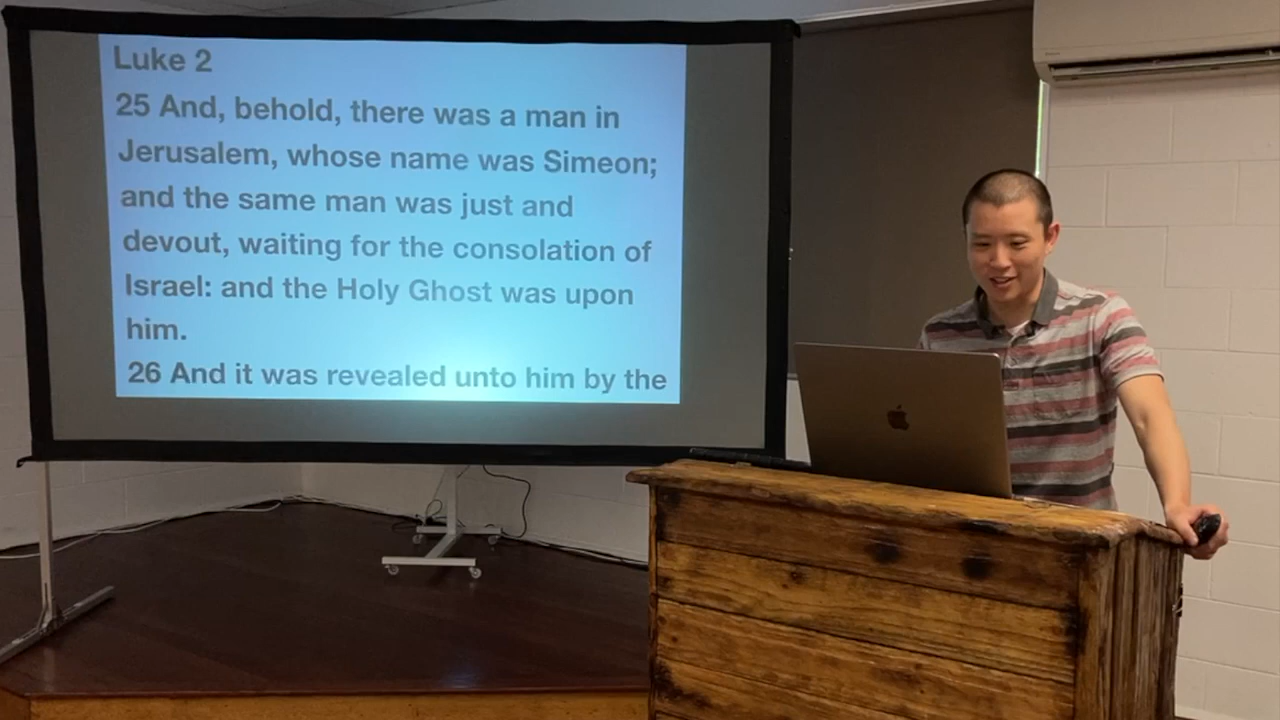 Luke 2
25 And, behold, there was a man in
Jerusalem, whose name was Simeon;
and the same man was just and
devout, waiting for the consolation of
Israel: and the Holy Ghost was upon
him.
26 And it was revealed unto him by the